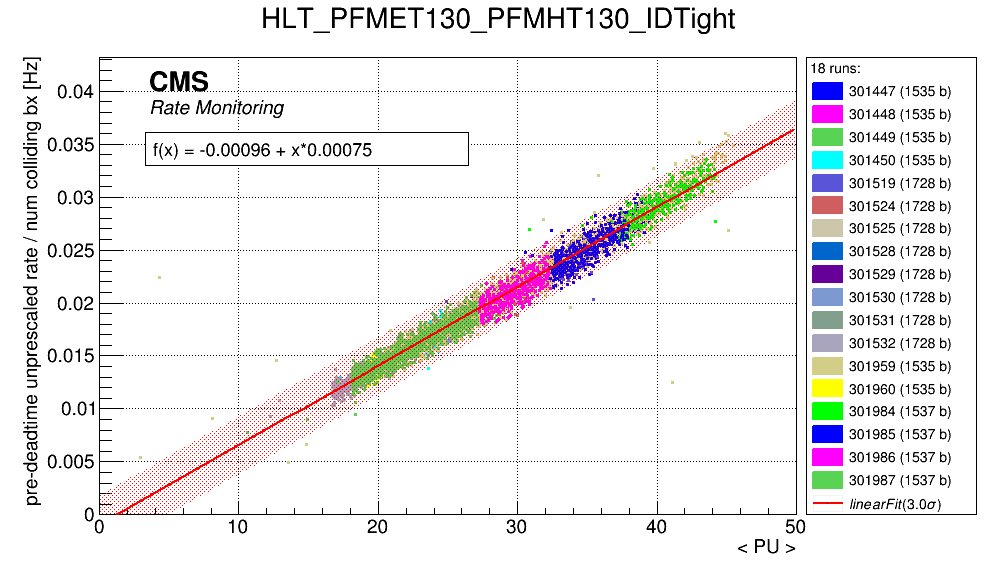 HLT_PFMET130_PFMHT130_IDTight
pre-deadtime unprescaled rate / num colliding bx [Hz]
CMS
Rate Monitoring
f(x) = -0.00096 + x*0.00075
0.04
0.035
0.03
0.025
0.02
0.015
0.01
0.005
0
0 10 20 30 40 50
< PU >
18 runs:
301447 (1535 b)
301448 (1535 b)
301449 (1535 b)
301450 (1535 b)
301519 (1728 b)
301524 (1728 b)
301525 (1728 b)
301528 (1728 b)
301529 (1728 b)
301530 (1728 b)
301531 (1728 b)
301532 (1728 b)
301959 (1535 b)
301960 (1535 b)
301984 (1537 b)
301985 (1537 b)
301986 (1537 b)
301987 (1537 b)
linearFit(3.0σ)